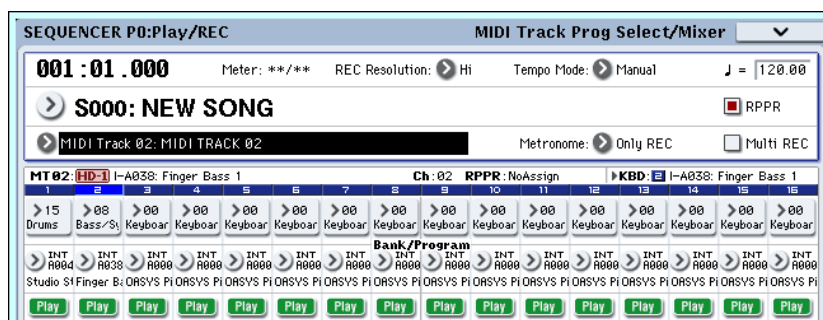 SEQUENCER P0:Play/REC MIDI Track Prog Select/Mixer
001:01.000 Meter: **/** REC Resolution: Hi Tempo Mode: Manual ♩ = 120.00
S000: NEW SONG RPPR
MIDI Track 02: MIDI TRACK 02 Metronome: Only REC Multi REC
MT02: HD-1 I-A038: Finger Bass 1 Ch:02 RPPR:NoAssign ▶KBD: 2 I-A038: Finger Bass 1
1 2 3 4 5 6 7 8 9 10 11 12 13 14 15 16
15 08 00 00 00 00 00 00 00 00 00 00 00 00 00 00
Drums Bass/Sy Keyboar Keyboar Keyboar Keyboar Keyboar Keyboar Keyboar Keyboar Keyboar Keyboar Keyboar Keyboar Keyboar Keyboar
Bank/Program
INT INT INT INT INT INT INT INT INT INT INT INT INT INT INT INT
A004 A038 A000 A000 A000 A000 A000 A000 A000 A000 A000 A000 A000 A000 A000 A000
Studio St Finger Ba OASYS Pi OASYS Pi OASYS Pi OASYS Pi OASYS Pi OASYS Pi OASYS Pi OASYS Pi OASYS Pi OASYS Pi OASYS Pi OASYS Pi OASYS Pi OASYS Pi
Play Play Play Play Play Play Play Play Play Play Play Play Play Play Play Play